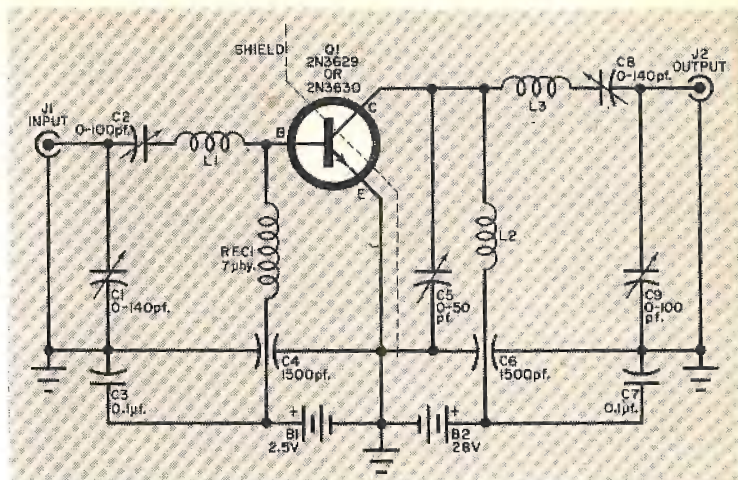 SHIELD
Q1
2N3629
OR
2N3630
J1
INPUT
C2
0-100pf.
L1
B
C
E
L3
C8
0-140pf.
J2
OUTPUT
RFC1
7μhy.
L2
C1
0-140pf.
C5
0-50
pf.
C9
0-100
pf.
C4
1500pf.
C6
1500pf.
C3
0.1μf.
C7
0.1μf.
+
B1
2.5V
+
B2
28V